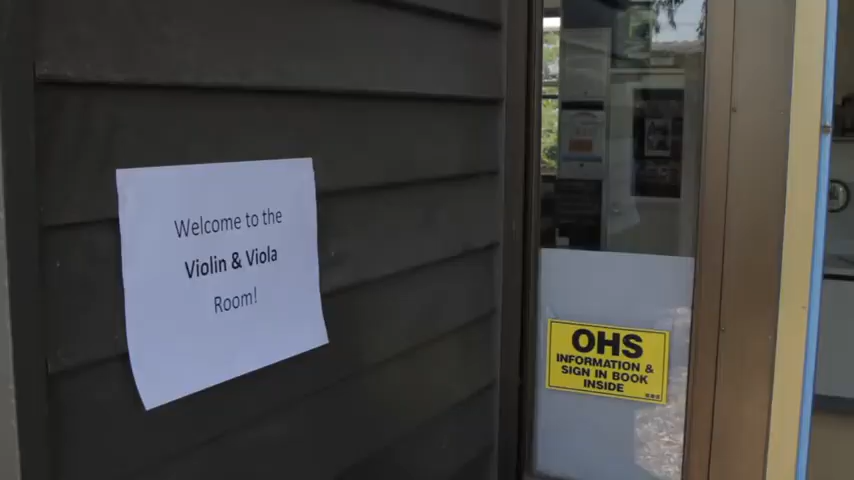 Welcome to the
Violin & Viola
Room!
OHS
INFORMATION &
SIGN IN BOOK
INSIDE